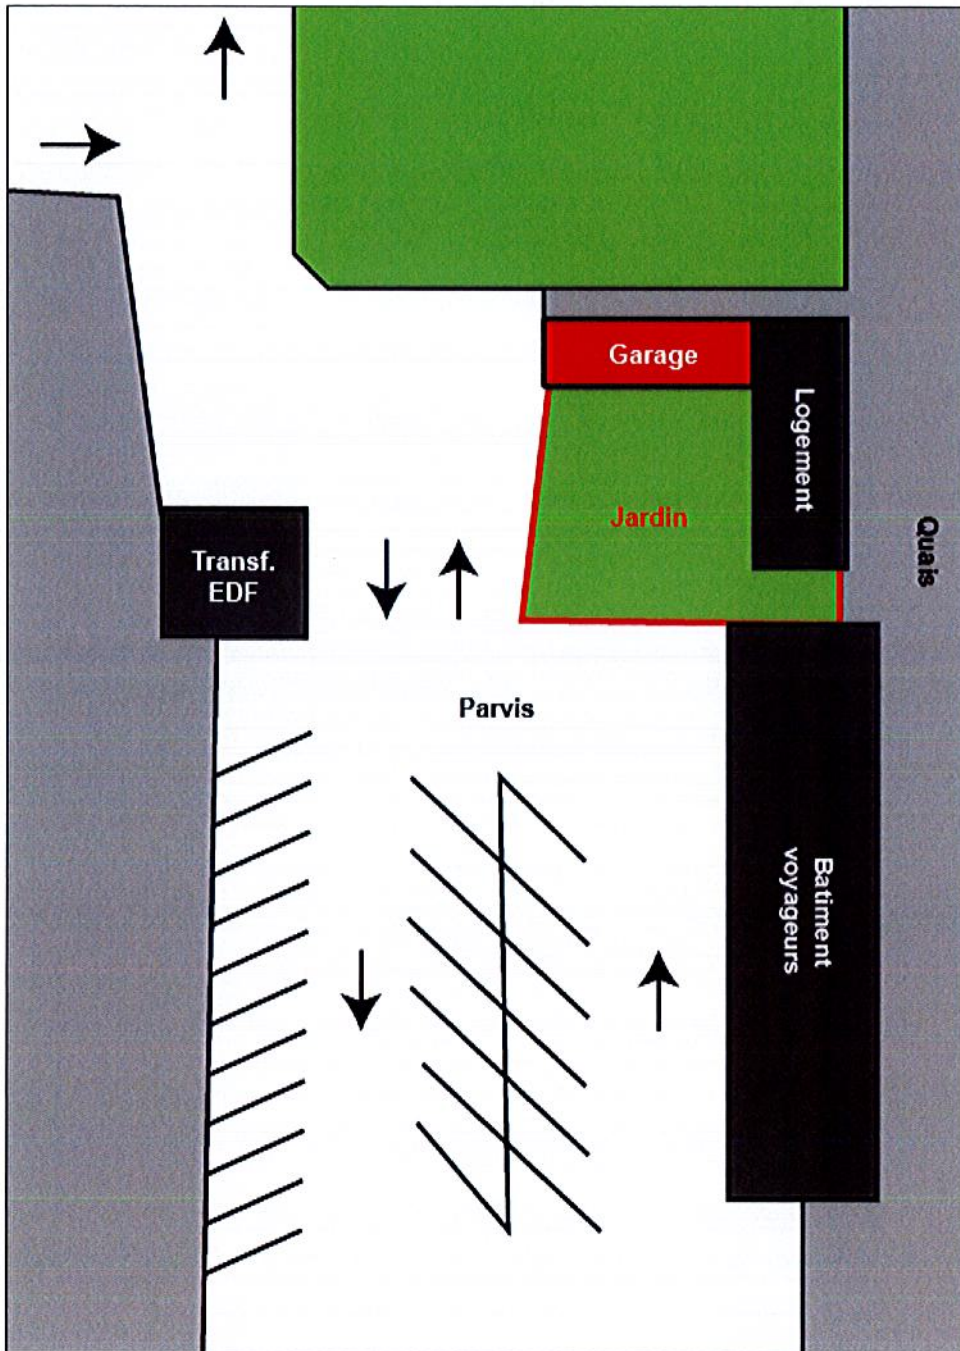 Garage
Logement
Jardin
Quais
Transf.
EDF
Parvis
Batiment
voyageurs